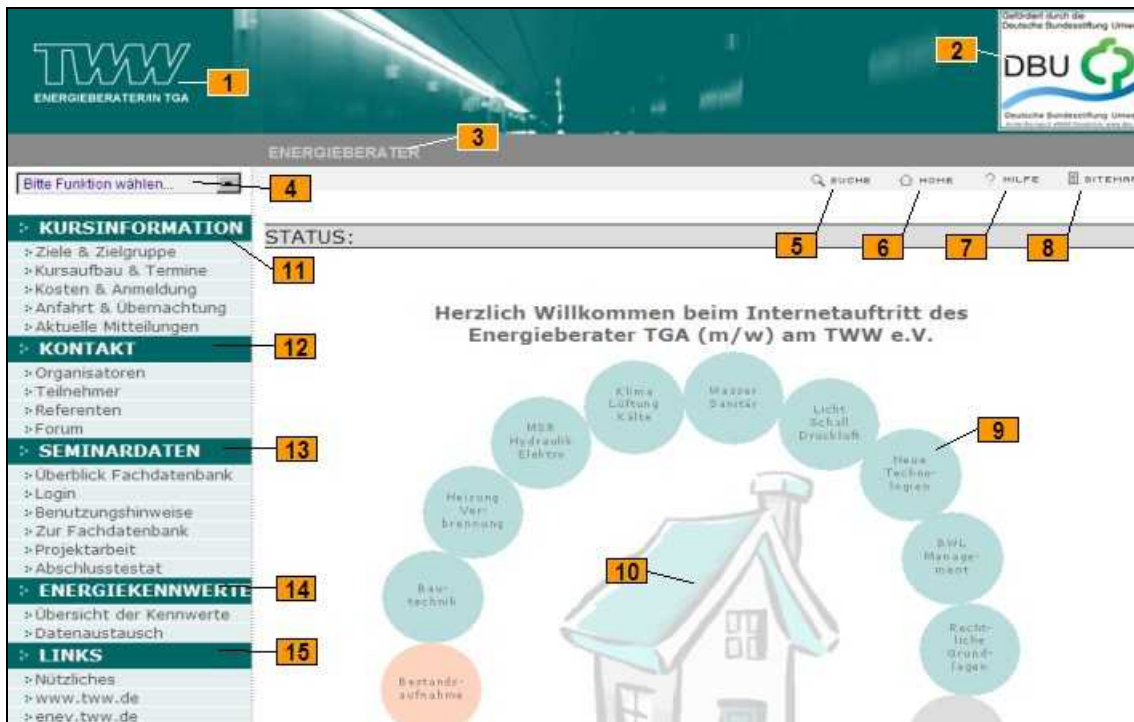 TWW
ENERGIEBERATER/IN TGA
1
Gefördert durch die
Deutsche Bundesstiftung Umwe
2
DBU
Deutsche Bundesstiftung Umwe
ENERGIEBERATER
3
Bitte Funktion wählen...
4
SUCHE
HOME
HILFE
SITEMAP
5
6
7
8
STATUS:
KURSINFORMATION
11
Ziele & Zielgruppe
Kursaufbau & Termine
Kosten & Anmeldung
Anfahrt & Übernachtung
Aktuelle Mitteilungen
KONTAKT
12
Organisatoren
Teilnehmer
Referenten
Forum
SEMINARDATEN
13
Überblick Fachdatenbank
Login
Benutzungshinweise
Zur Fachdatenbank
Projektarbeit
Abschlusstestat
ENERGIEKENNWERTE
14
Übersicht der Kennwerte
Datenaustausch
LINKS
15
Nützliches
www.tww.de
enev.tww.de
Herzlich Willkommen beim Internetauftritt des
Energieberater TGA (m/w) am TWW e.V.
Bestands-
aufnahme
Bau-
technik
Heizung
Ver-
brennung
MSR
Hydraulik
Elektro
Klima
Lüftung
Kälte
Wasser
Sanitär
Licht
Schall
Druckluft
Neue
Techno-
logien
9
BWL
Manage-
ment
Recht-
liche
Grund-
lagen
10